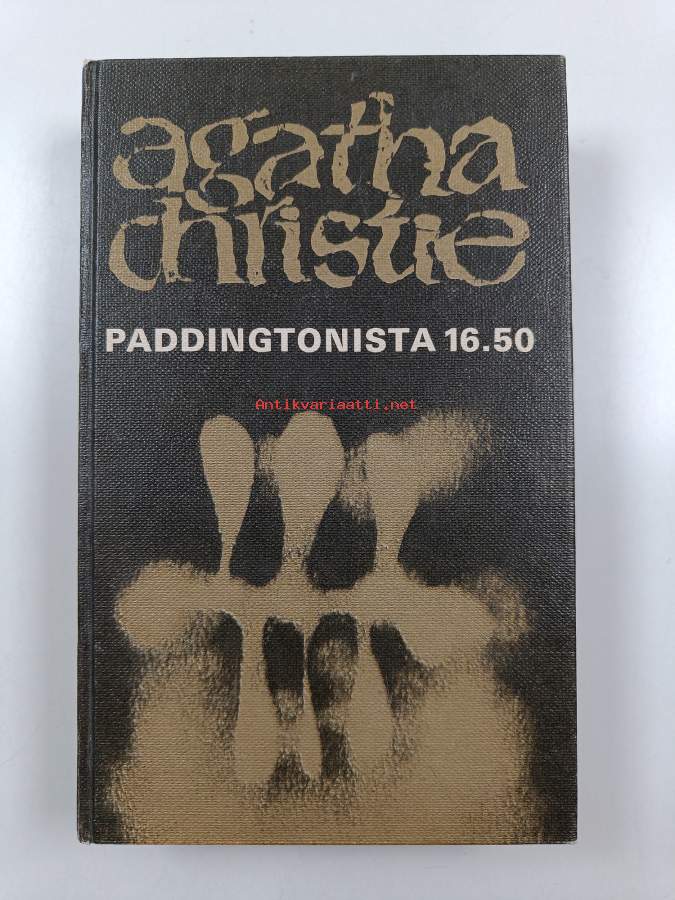 agatha
christie
PADDINGTONISTA 16.50
Antikvariaatti.net